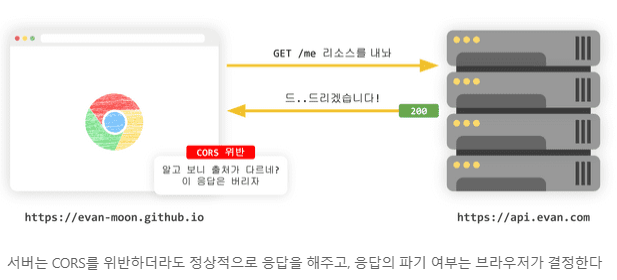 GET /me 리소스를 내놔
드..드리겠습니다!
200
CORS 위반
알고 보니 출처가 다르네?
이 응답은 버리자
https://evan-moon.github.io
https://api.evan.com
서버는 CORS를 위반하더라도 정상적으로 응답을 해주고, 응답의 파기 여부는 브라우저가 결정한다